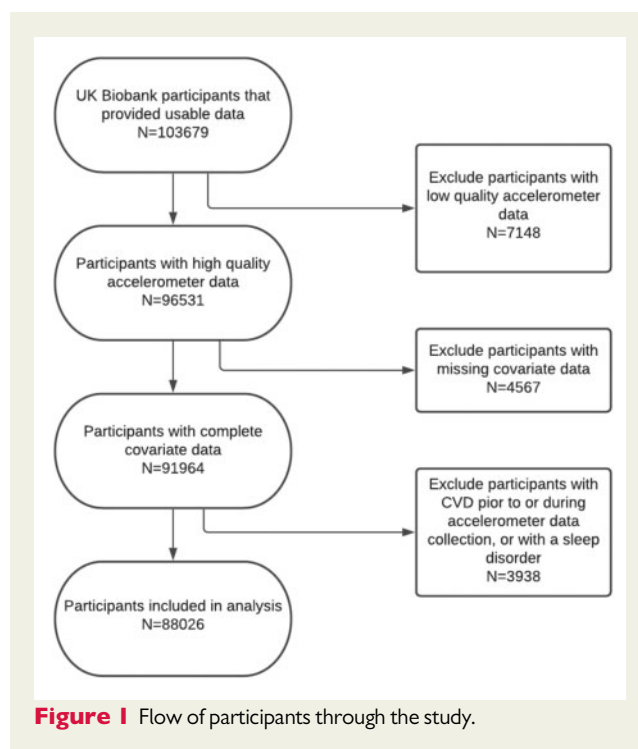 UK Biobank participants that
provided usable data
N=103679
Exclude participants with
low quality accelerometer
data
N=7148
Participants with high quality
accelerometer data
N=96531
Exclude participants with
missing covariate data
N=4567
Participants with complete
covariate data
N=91964
Exclude participants with
CVD prior to or during
accelerometer data
collection, or with a sleep
disorder
N=3938
Participants included in analysis
N=88026
Figure 1 Flow of participants through the study.